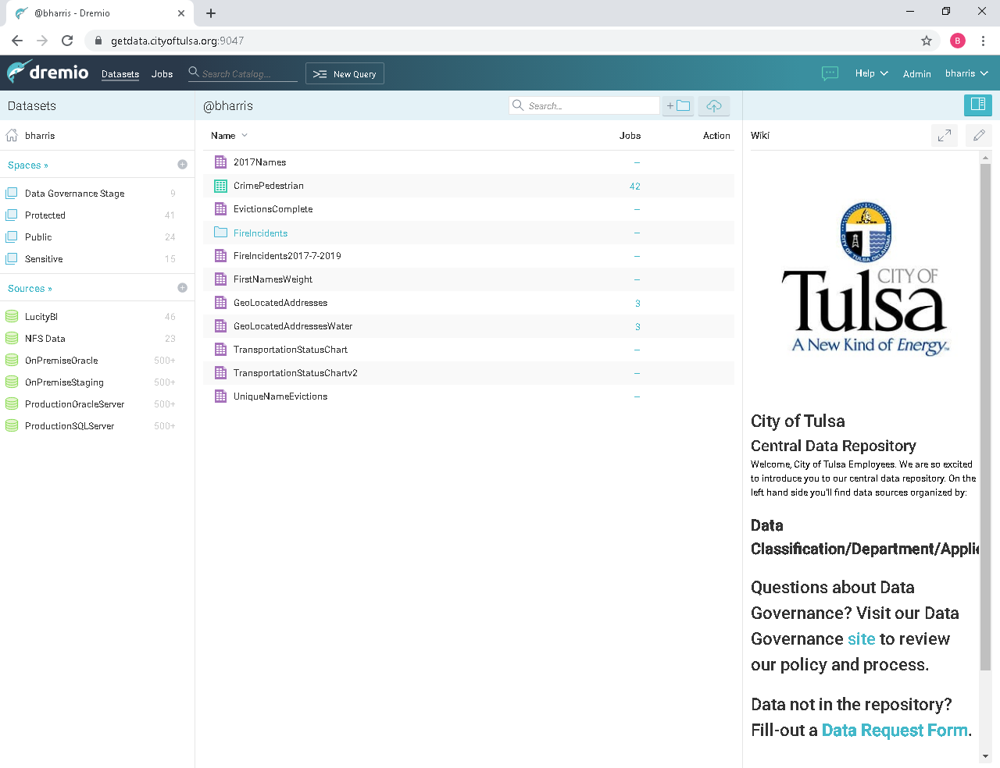 @bharris - Dremio
getdata.cityoftulsa.org:9047
B
dremio
Datasets
Jobs
Search Catalog...
New Query
Help
Admin
bharris
Datasets
@bharris
Search...
bharris
Name
Jobs
Action
Wiki
Spaces »
Data Governance Stage 9
Protected 41
Public 24
Sensitive 15
Sources »
LucityBI 46
NFS Data 23
OnPremiseOracle 500+
OnPremiseStaging 500+
ProductionOracleServer 500+
ProductionSQLServer 500+
2017Names –
CrimePedestrian 42
EvictionsComplete –
FireIncidents –
FireIncidents2017-7-2019 –
FirstNamesWeight –
GeoLocatedAddresses 3
GeoLocatedAddressesWater 3
TransportationStatusChart –
TransportationStatusChartv2 –
UniqueNameEvictions –
CITY OF TULSA OKLAHOMA
CITY OF
Tulsa
A New Kind of Energy™
City of Tulsa
Central Data Repository
Welcome, City of Tulsa Employees. We are so excited
to introduce you to our central data repository. On the
left hand side you'll find data sources organized by:
Data
Classification/Department/Applic
Questions about Data
Governance? Visit our Data
Governance site to review
our policy and process.
Data not in the repository?
Fill-out a Data Request Form.